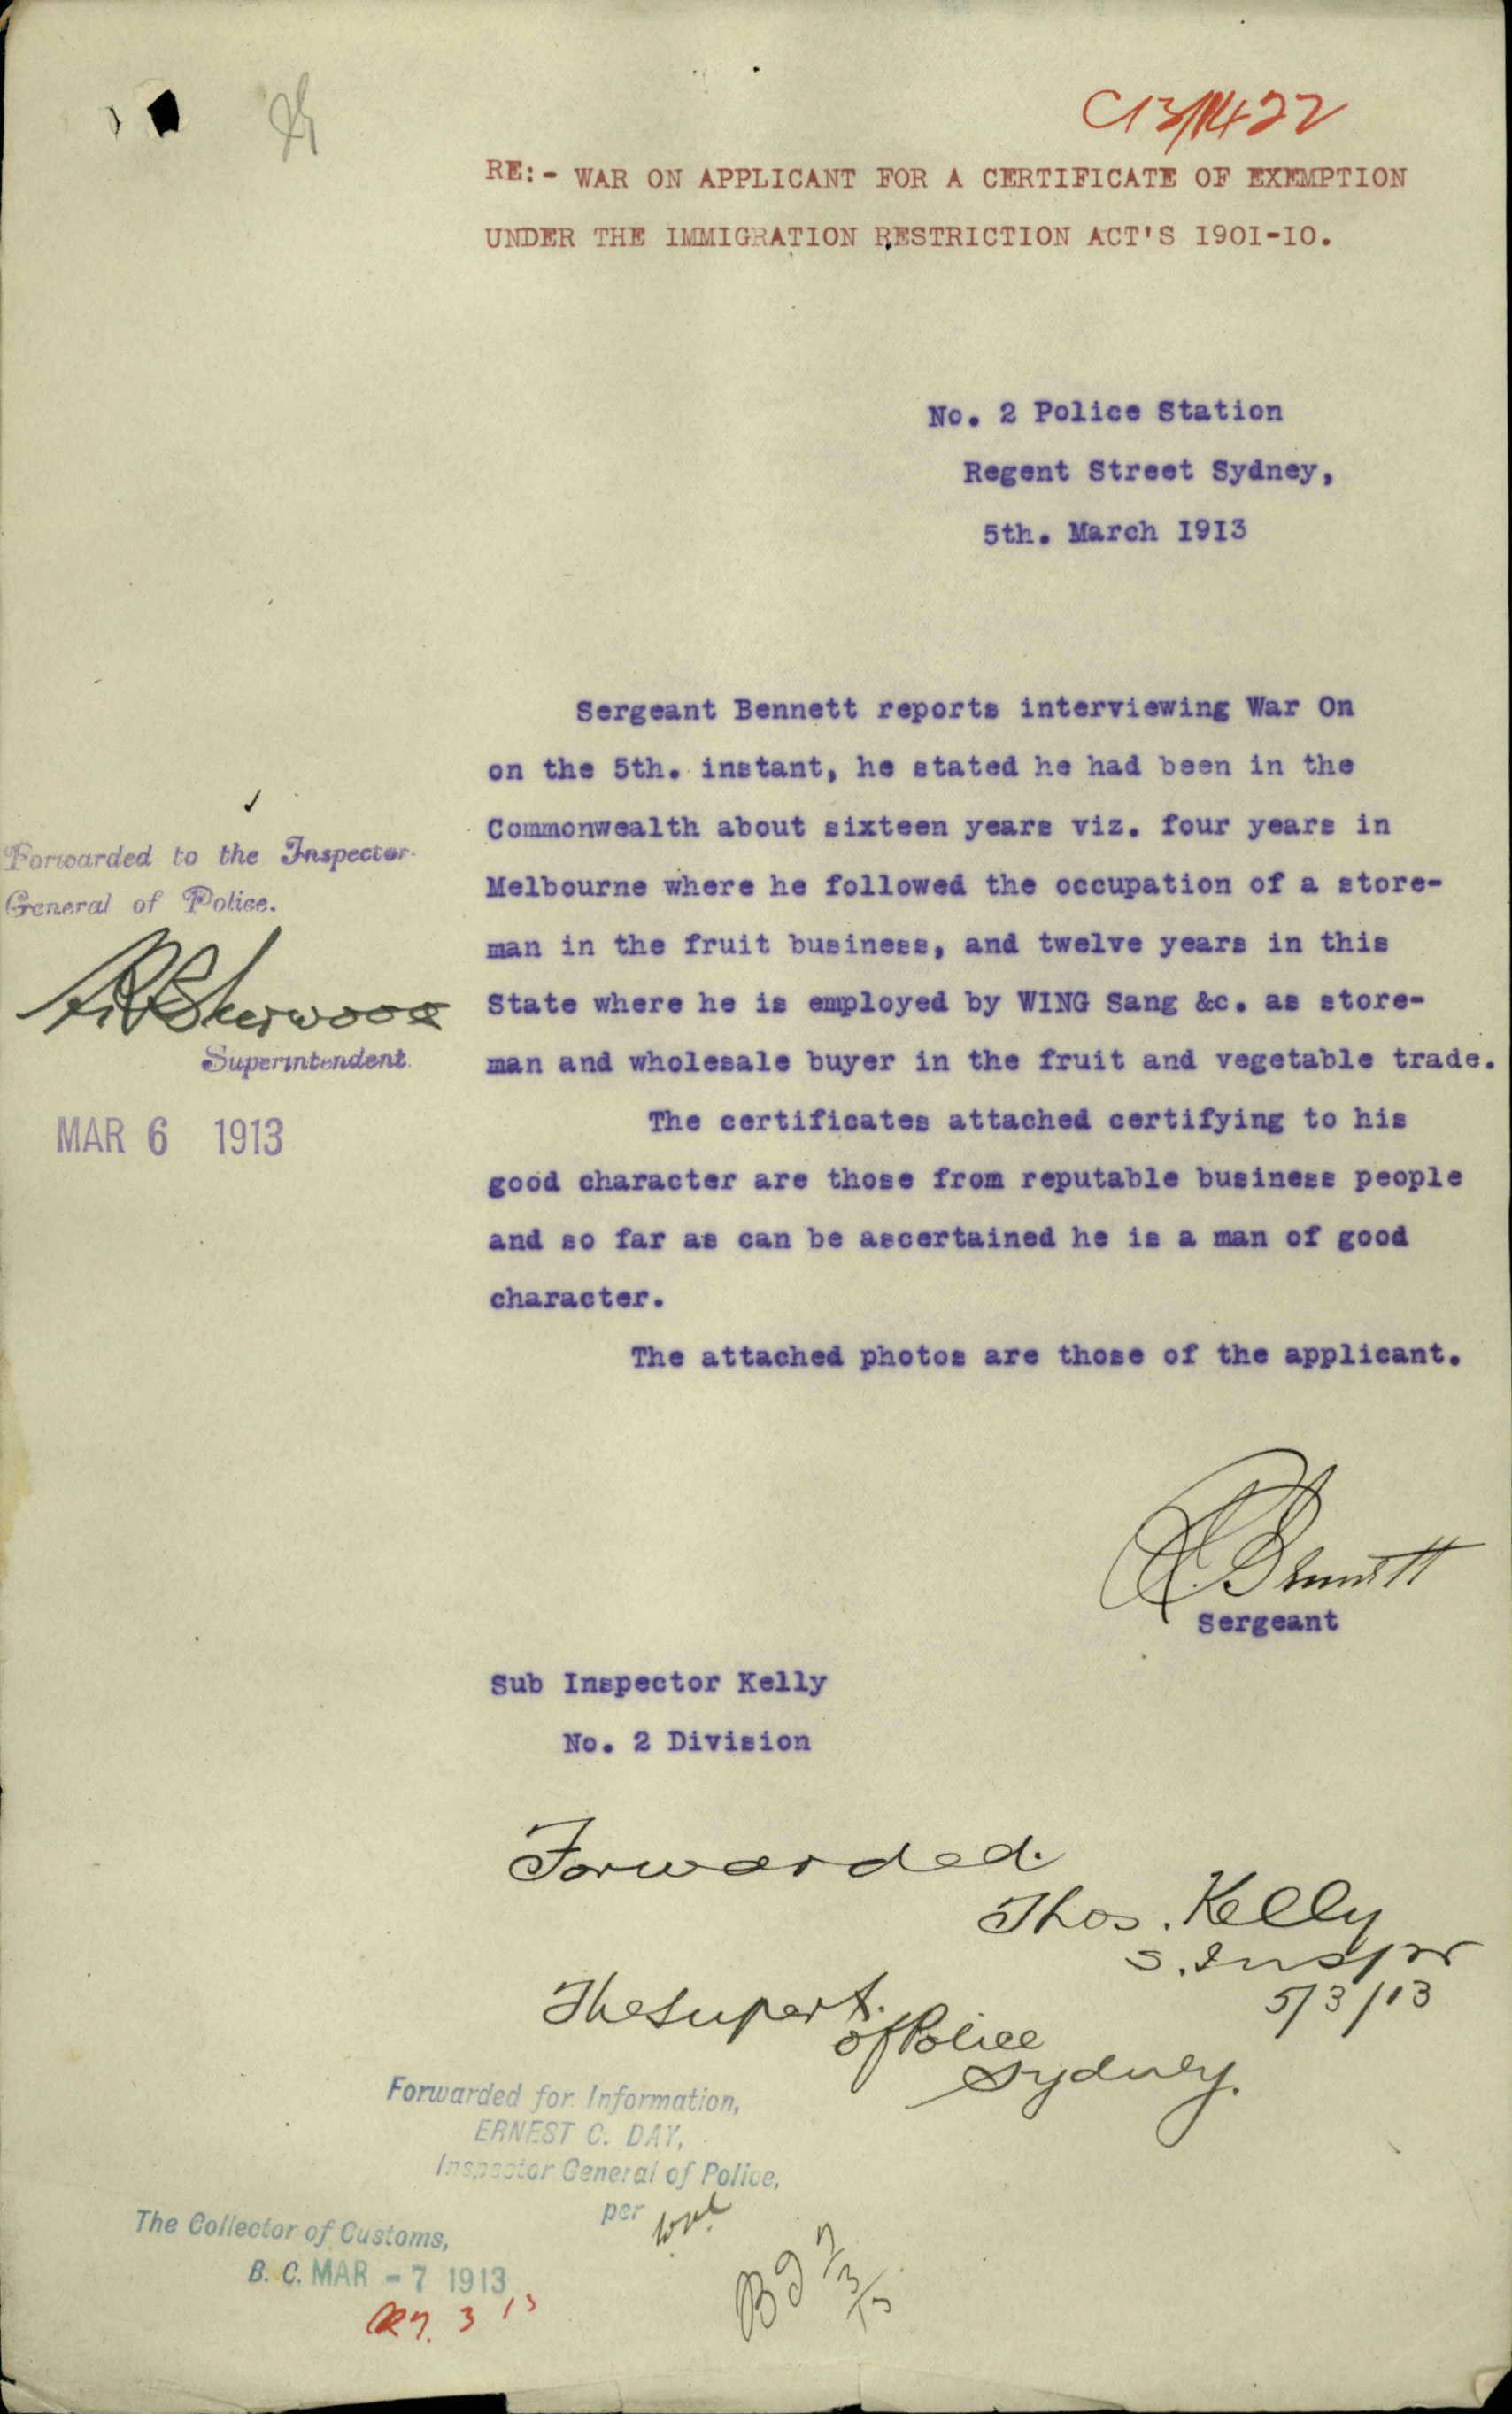 C13/1422
RE:- WAR ON APPLICANT FOR A CERTIFICATE OF EXEMPTION
UNDER THE IMMIGRATION RESTRICTION ACT'S 1901-10.
No. 2 Police Station
Regent Street Sydney,
5th. March 1913
Sergeant Bennett reports interviewing War On
on the 5th. instant, he stated he had been in the
Commonwealth about sixteen years viz. four years in
Melbourne where he followed the occupation of a store-
man in the fruit business, and twelve years in this
State where he is employed by WING Sang &c. as store-
man and wholesale buyer in the fruit and vegetable trade.
The certificates attached certifying to his
good character are those from reputable business people
and so far as can be ascertained he is a man of good
character.
The attached photos are those of the applicant.
Forwarded to the Inspector
General of Police.
Sherwood
Superintendent.
MAR 6 1913
Bennett
Sergeant
Sub Inspector Kelly
No. 2 Division
Forwarded.
Thos. Kelly
S. Inspr
5/3/13
The Supert.
of Police
Sydney.
Forwarded for Information,
ERNEST C. DAY,
Inspector General of Police,
per
The Collector of Customs,
B. C. MAR -7 1913
7. 3 13
7/3/13